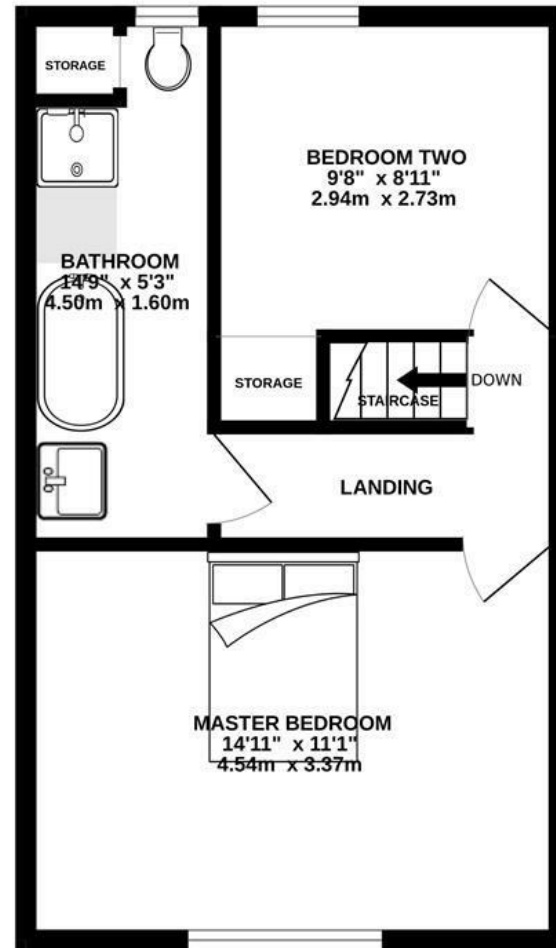 STORAGE
BEDROOM TWO
9'8" x 8'11"
2.94m x 2.73m
BATHROOM
14'9" x 5'3"
4.50m x 1.60m
STORAGE
DOWN
STAIRCASE
LANDING
MASTER BEDROOM
14'11" x 11'1"
4.54m x 3.37m